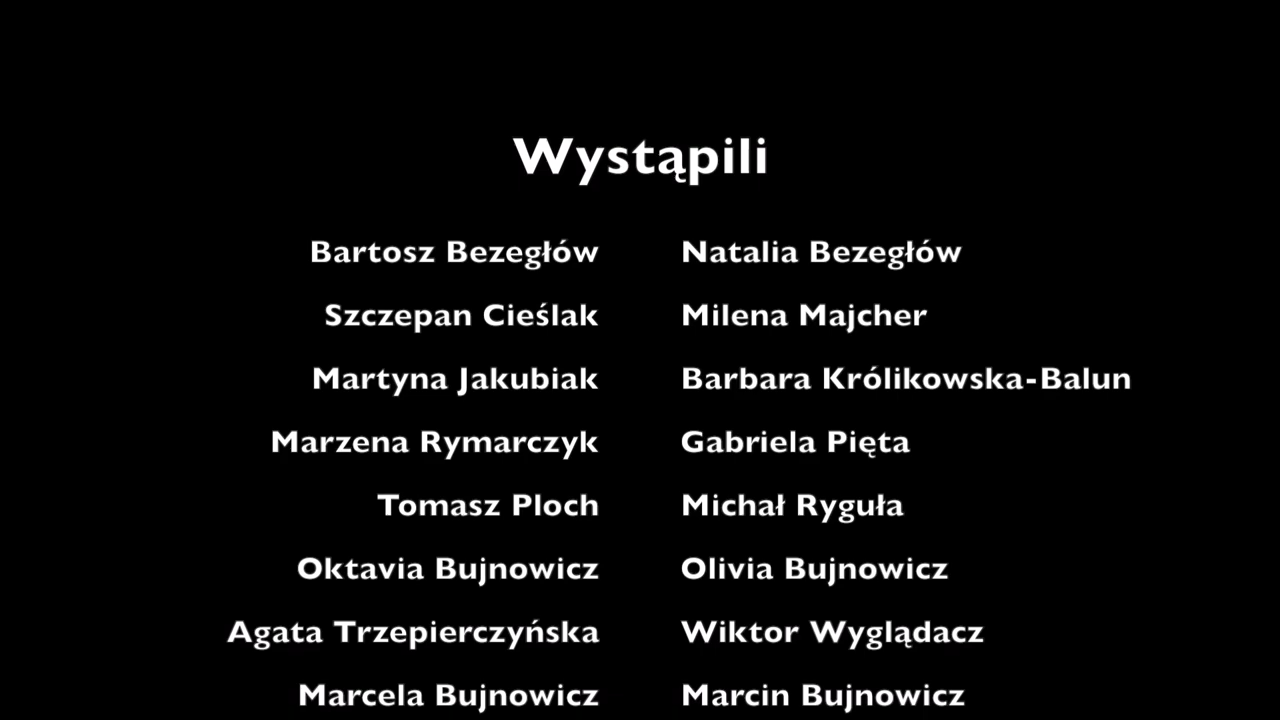 Wystąpili
Bartosz Bezegłów Natalia Bezegłów
Szczepan Cieślak Milena Majcher
Martyna Jakubiak Barbara Królikowska-Balun
Marzena Rymarczyk Gabriela Pięta
Tomasz Ploch Michał Ryguła
Oktavia Bujnowicz Olivia Bujnowicz
Agata Trzepierczyńska Wiktor Wyglądacz
Marcela Bujnowicz Marcin Bujnowicz